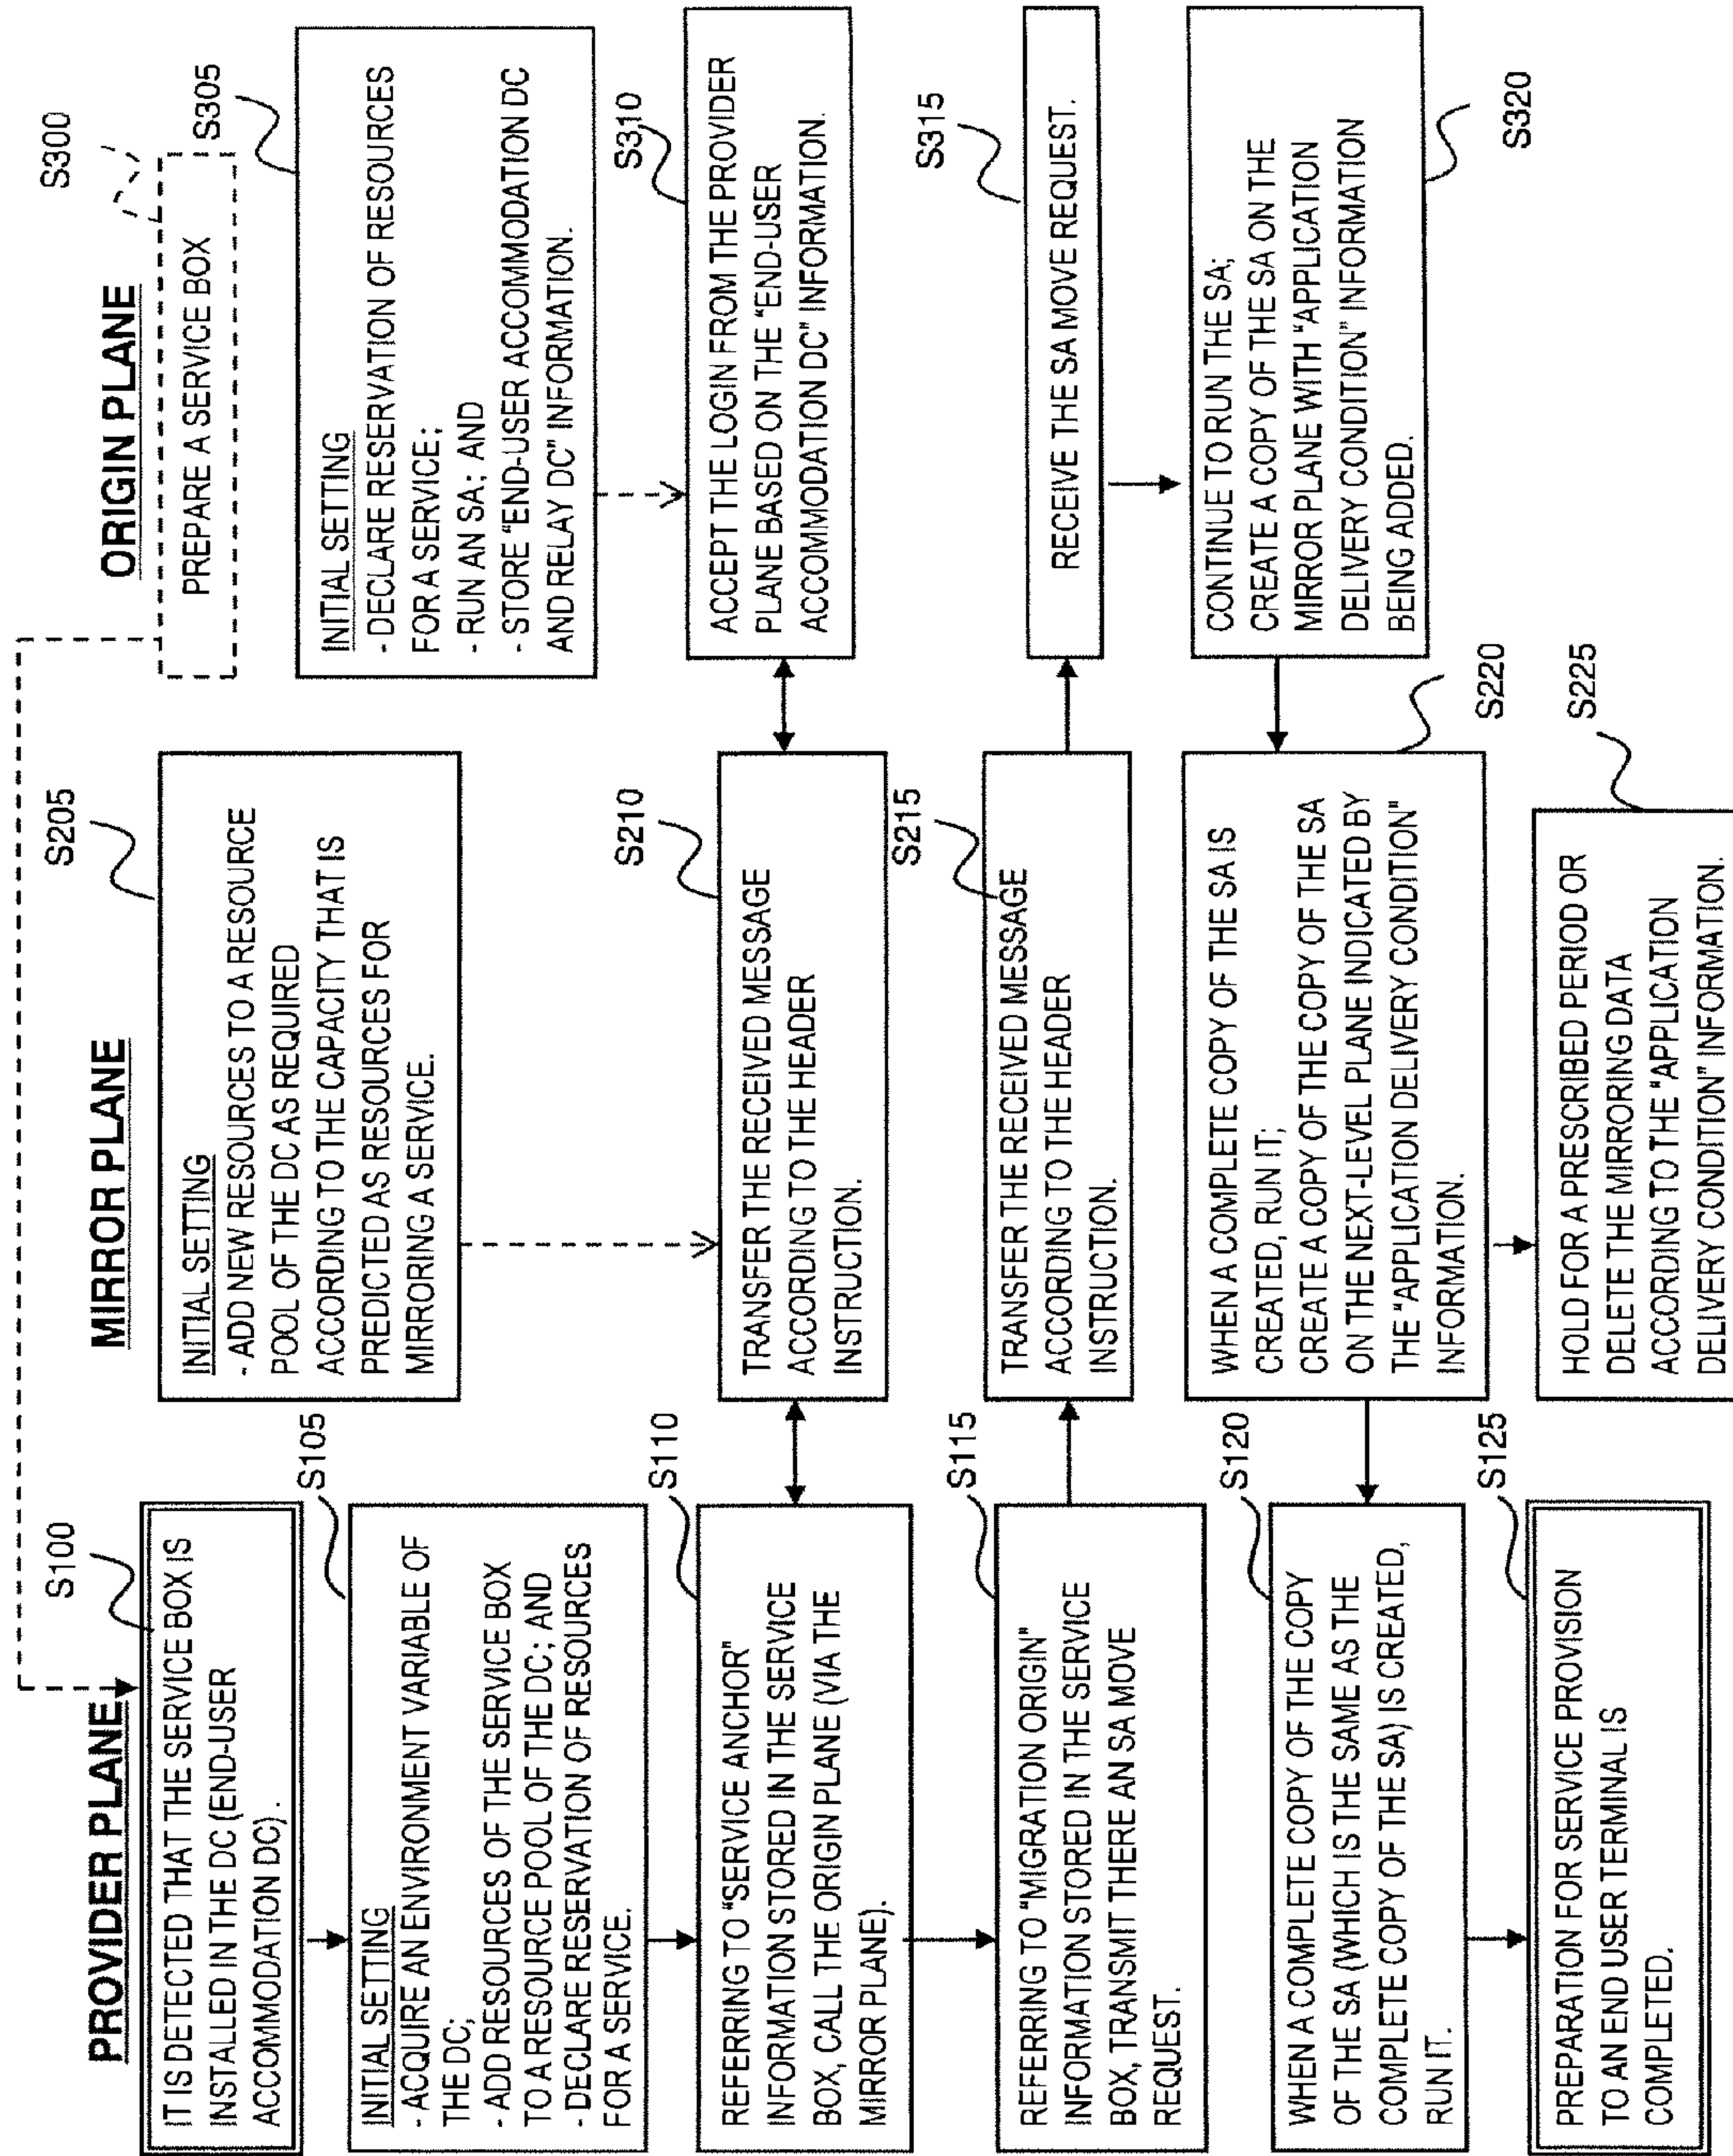 PROVIDER PLANE
S100
IT IS DETECTED THAT THE SERVICE BOX IS
INSTALLED IN THE DC (END-USER
ACCOMMODATION DC).
S105
INITIAL SETTING
- ACQUIRE AN ENVIRONMENT VARIABLE OF
THE DC;
- ADD RESOURCES OF THE SERVICE BOX
TO A RESOURCE POOL OF THE DC; AND
- DECLARE RESERVATION OF RESOURCES
FOR A SERVICE.
S110
REFERRING TO "SERVICE ANCHOR"
INFORMATION STORED IN THE SERVICE
BOX, CALL THE ORIGIN PLANE (VIA THE
MIRROR PLANE).
S115
REFERRING TO "MIGRATION ORIGIN"
INFORMATION STORED IN THE SERVICE
BOX, TRANSMIT THERE AN SA MOVE
REQUEST.
S120
WHEN A COMPLETE COPY OF THE COPY
OF THE SA (WHICH IS THE SAME AS THE
COMPLETE COPY OF THE SA) IS CREATED,
RUN IT.
S125
PREPARATION FOR SERVICE PROVISION
TO AN END USER TERMINAL IS
COMPLETED.
MIRROR PLANE
S205
INITIAL SETTING
- ADD NEW RESOURCES TO A RESOURCE
POOL OF THE DC AS REQUIRED
ACCORDING TO THE CAPACITY THAT IS
PREDICTED AS RESOURCES FOR
MIRRORING A SERVICE.
S210
TRANSFER THE RECEIVED MESSAGE
ACCORDING TO THE HEADER
INSTRUCTION.
S215
TRANSFER THE RECEIVED MESSAGE
ACCORDING TO THE HEADER
INSTRUCTION.
S220
WHEN A COMPLETE COPY OF THE SA IS
CREATED, RUN IT;
CREATE A COPY OF THE COPY OF THE SA
ON THE NEXT-LEVEL PLANE INDICATED BY
THE "APPLICATION DELIVERY CONDITION"
INFORMATION.
S225
HOLD FOR A PRESCRIBED PERIOD OR
DELETE THE MIRRORING DATA
ACCORDING TO THE "APPLICATION
DELIVERY CONDITION" INFORMATION.
ORIGIN PLANE
S300
PREPARE A SERVICE BOX
S305
INITIAL SETTING
- DECLARE RESERVATION OF RESOURCES
FOR A SERVICE;
- RUN AN SA; AND
- STORE "END-USER ACCOMMODATION DC
AND RELAY DC" INFORMATION.
S310
ACCEPT THE LOGIN FROM THE PROVIDER
PLANE BASED ON THE "END-USER
ACCOMMODATION DC" INFORMATION.
S315
RECEIVE THE SA MOVE REQUEST.
S320
CONTINUE TO RUN THE SA;
CREATE A COPY OF THE SA ON THE
MIRROR PLANE WITH "APPLICATION
DELIVERY CONDITION" INFORMATION
BEING ADDED.